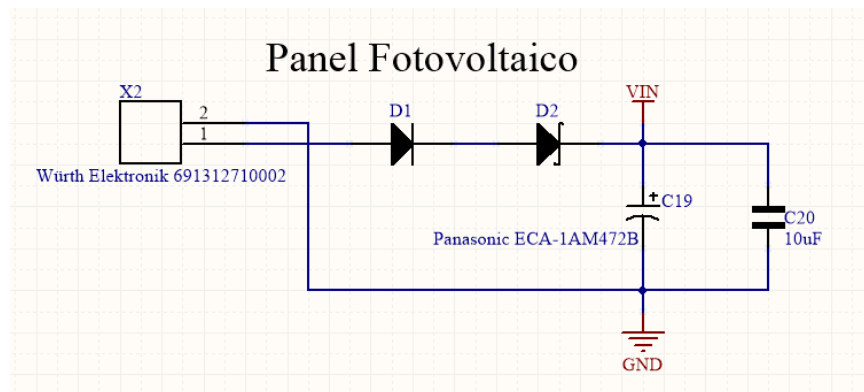 Panel Fotovoltaico
X2
2
1
Würth Elektronik 691312710002
D1
D2
VIN
C19
Panasonic ECA-1AM472B
C20
10uF
GND